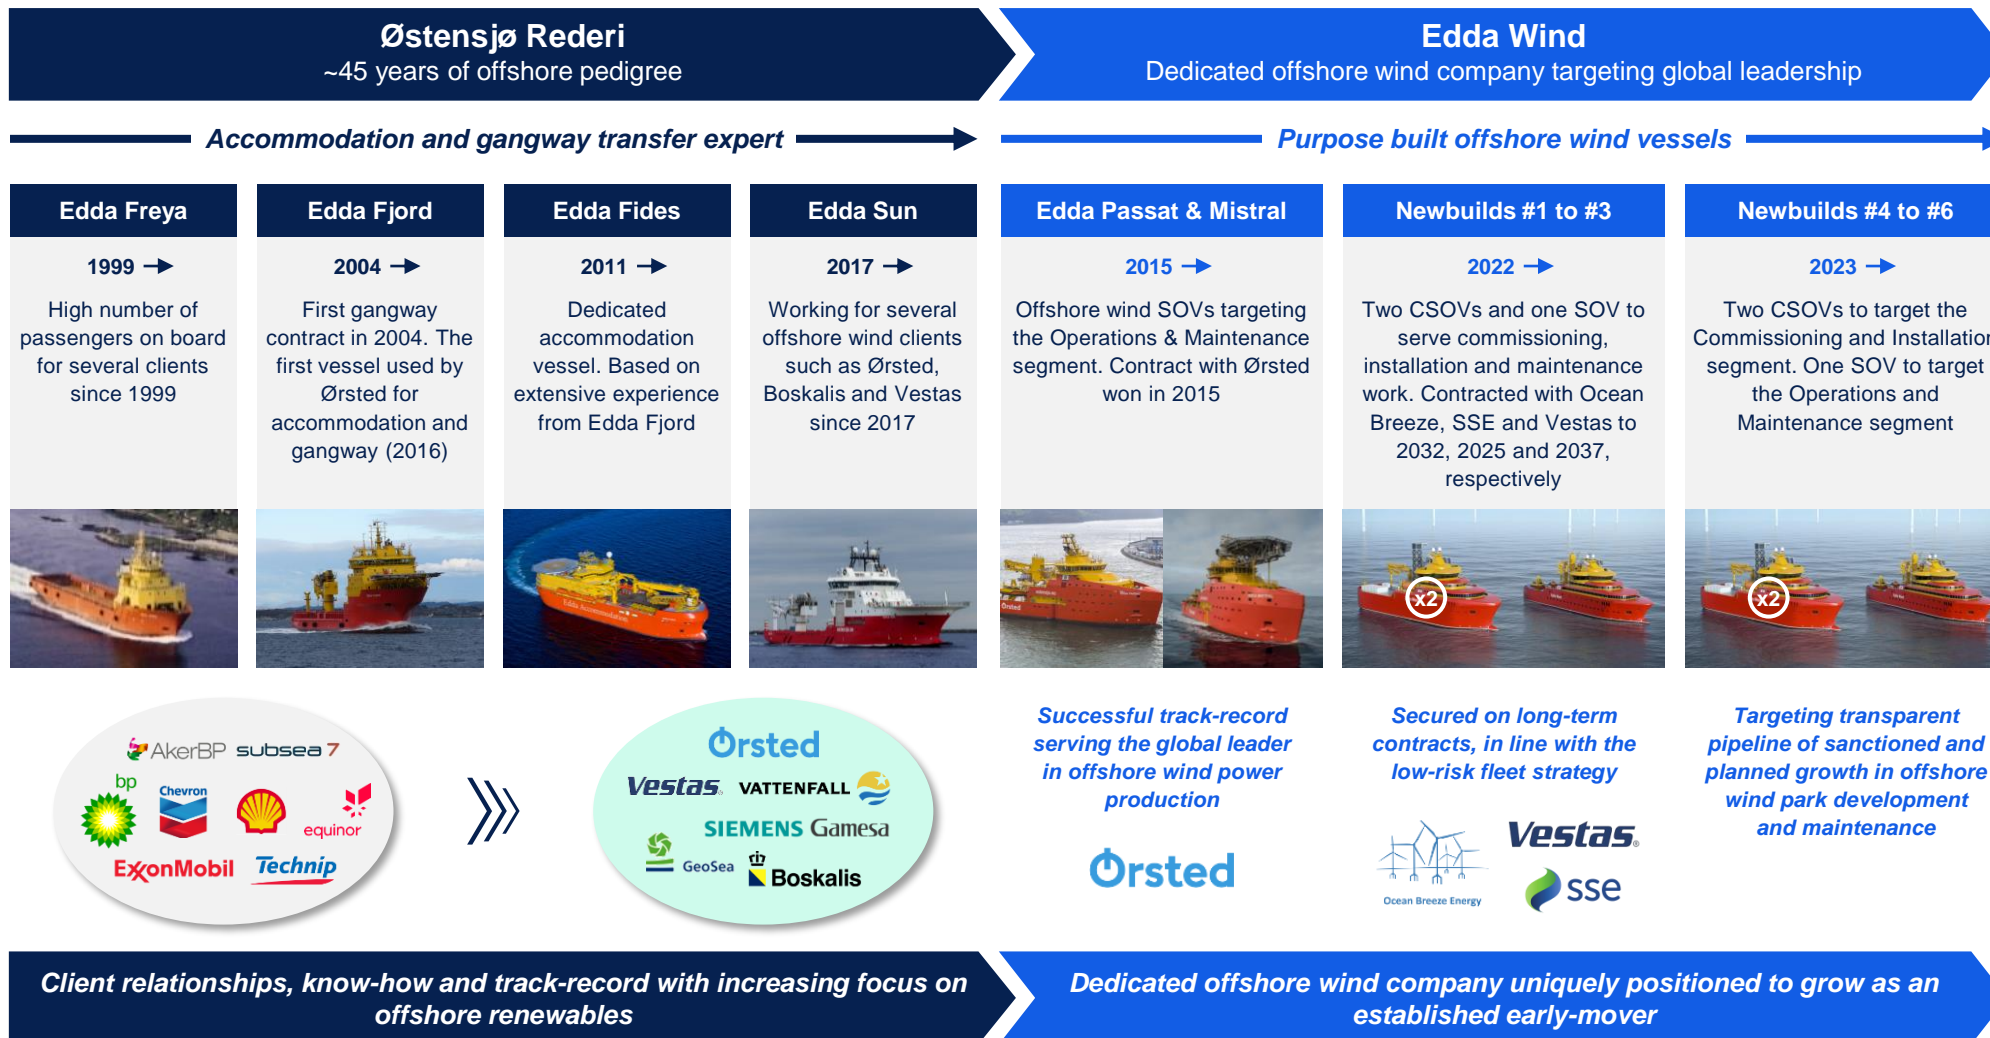 Østensjø Rederi
~45 years of offshore pedigree
Edda Wind
Dedicated offshore wind company targeting global leadership
Accommodation and gangway transfer expert
Purpose built offshore wind vessels
Edda Freya
1999
High number of
passengers on board
for several clients
since 1999
Edda Fjord
2004
First gangway
contract in 2004. The
first vessel used by
Ørsted for
accommodation and
gangway (2016)
Edda Fides
2011
Dedicated
accommodation
vessel. Based on
extensive experience
from Edda Fjord
Edda Accommodation
Edda Sun
2017
Working for several
offshore wind clients
such as Ørsted,
Boskalis and Vestas
since 2017
Edda Passat & Mistral
2015
Offshore wind SOVs targeting
the Operations & Maintenance
segment. Contract with Ørsted
won in 2015
Ørsted
Newbuilds #1 to #3
2022
Two CSOVs and one SOV to
serve commissioning,
installation and maintenance
work. Contracted with Ocean
Breeze, SSE and Vestas to
2032, 2025 and 2037,
respectively
x2
Newbuilds #4 to #6
2023
Two CSOVs to target the
Commissioning and Installation
segment. One SOV to target
the Operations and
Maintenance segment
x2
AkerBP
subsea 7
bp
Chevron
equinor
ExxonMobil
Technip
Ørsted
Vestas
VATTENFALL
SIEMENS Gamesa
GeoSea
Boskalis
Successful track-record
serving the global leader
in offshore wind power
production
Ørsted
Secured on long-term
contracts, in line with the
low-risk fleet strategy
Ocean Breeze Energy
Vestas
sse
Targeting transparent
pipeline of sanctioned and
planned growth in offshore
wind park development
and maintenance
Client relationships, know-how and track-record with increasing focus on
offshore renewables
Dedicated offshore wind company uniquely positioned to grow as an
established early-mover